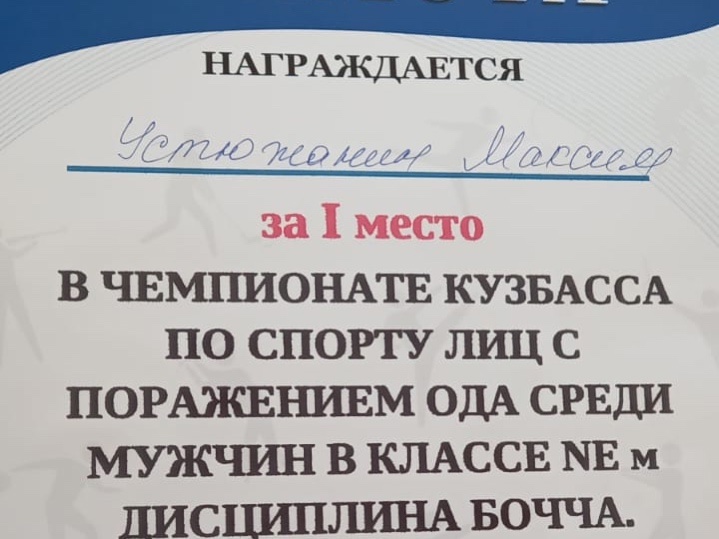 НАГРАЖДАЕТСЯ
Устюжанин Максим
за I место
В ЧЕМПИОНАТЕ КУЗБАССА
ПО СПОРТУ ЛИЦ С
ПОРАЖЕНИЕМ ОДА СРЕДИ
МУЖЧИН В КЛАССЕ NE м
ДИСЦИПЛИНА БОЧЧА.